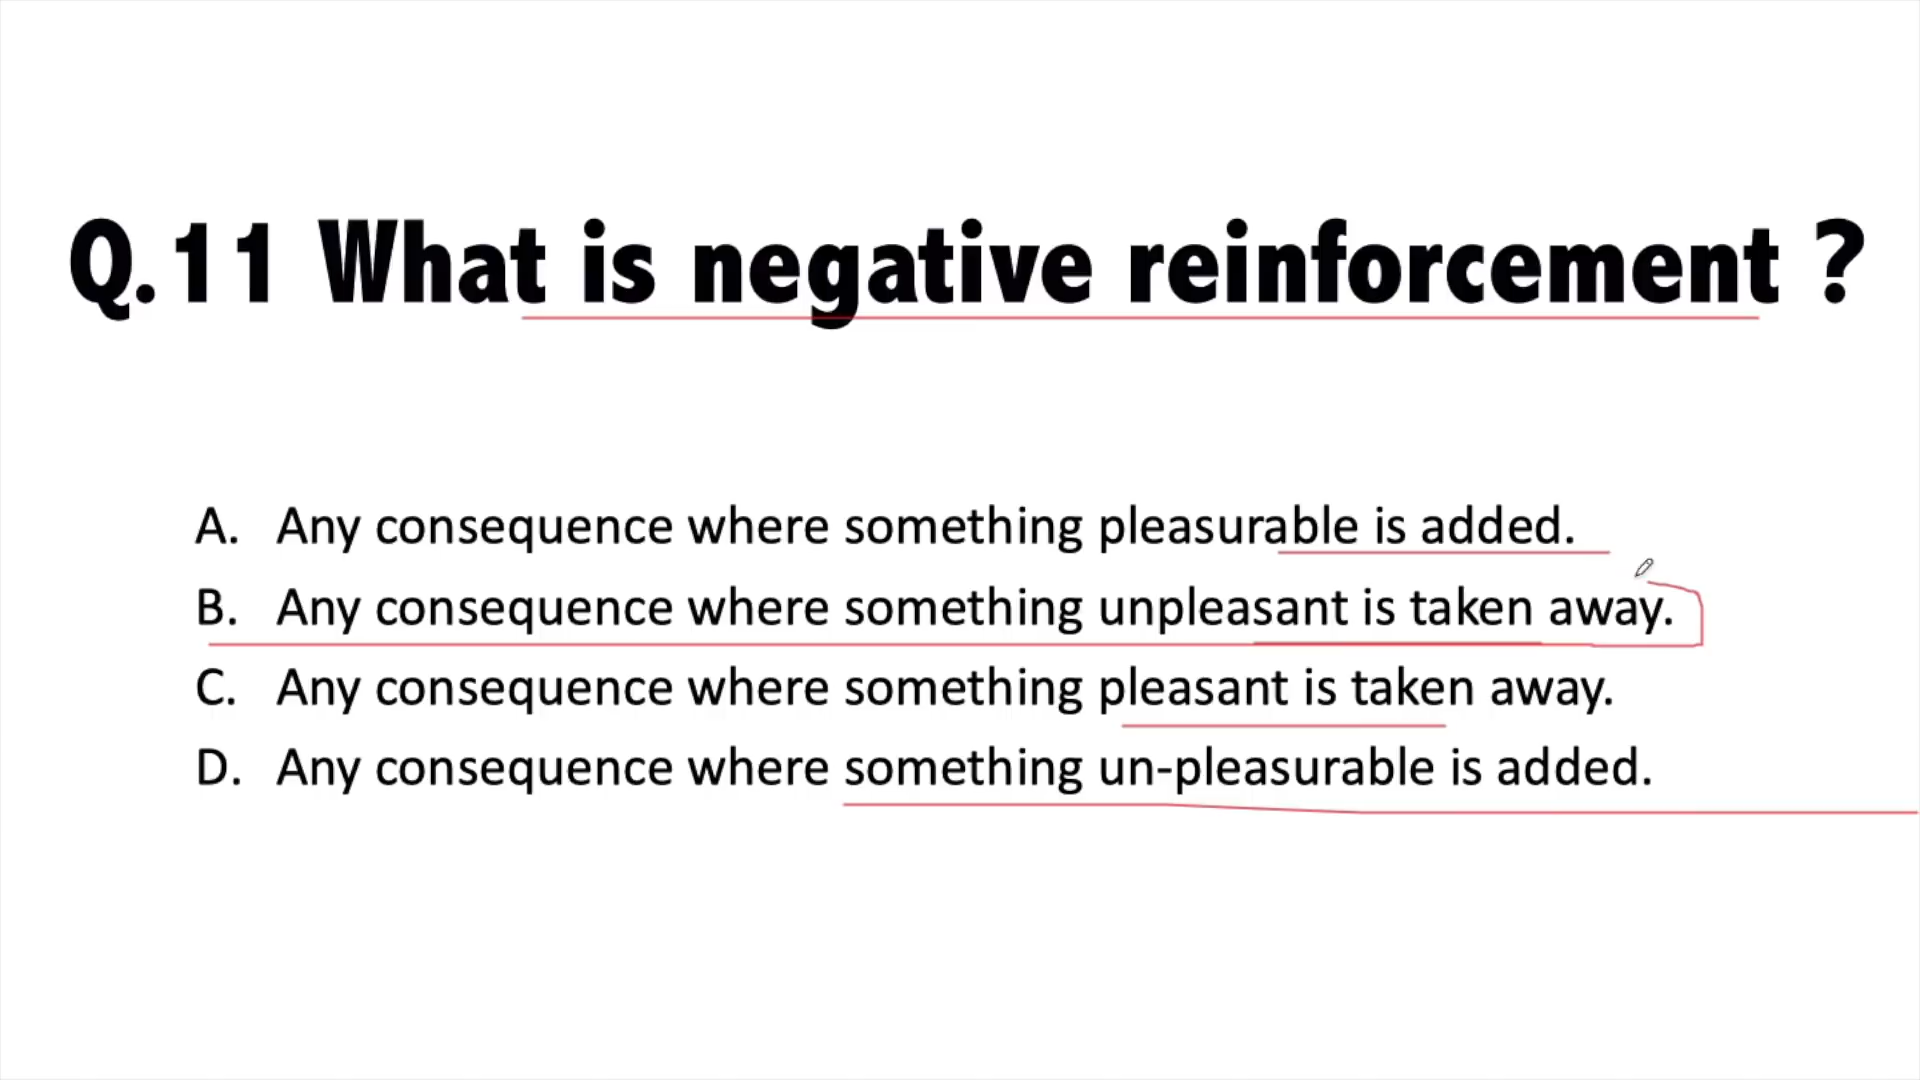 Q.11 What is negative reinforcement ?
A. Any consequence where something pleasurable is added.
B. Any consequence where something unpleasant is taken away.
C. Any consequence where something pleasant is taken away.
D. Any consequence where something un-pleasurable is added.